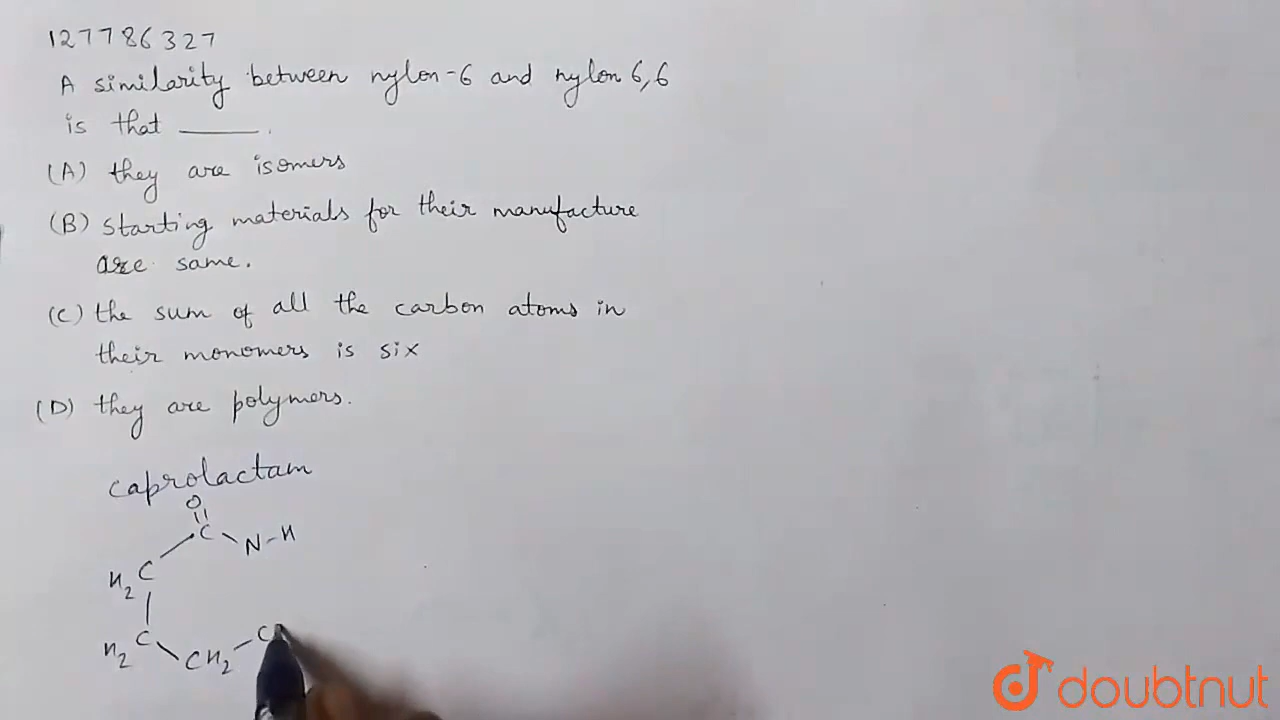 127786327
A similarity between nylon-6 and nylon 6,6
is that _____.
(A) they are isomers
(B) starting materials for their manufacture
are same.
(C) the sum of all the carbon atoms in
their monomers is six
(D) they are polymers.
caprolactam
O
C
N-H
H2C
H2C
CH2
C
doubtnut